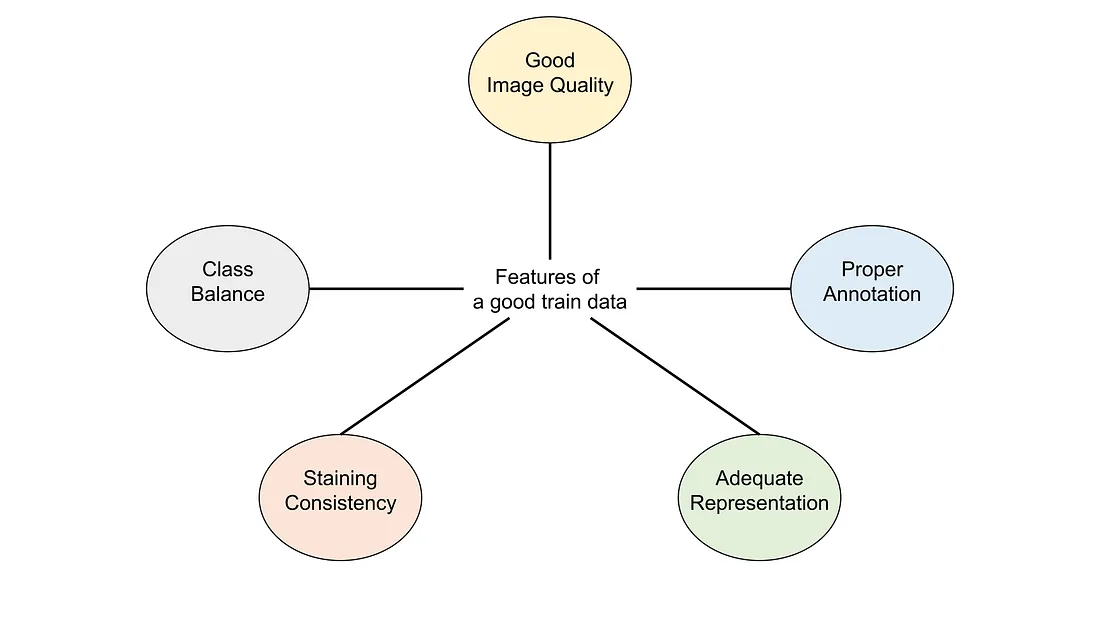 Good
Image Quality
Class
Balance
Features of
a good train data
Proper
Annotation
Staining
Consistency
Adequate
Representation